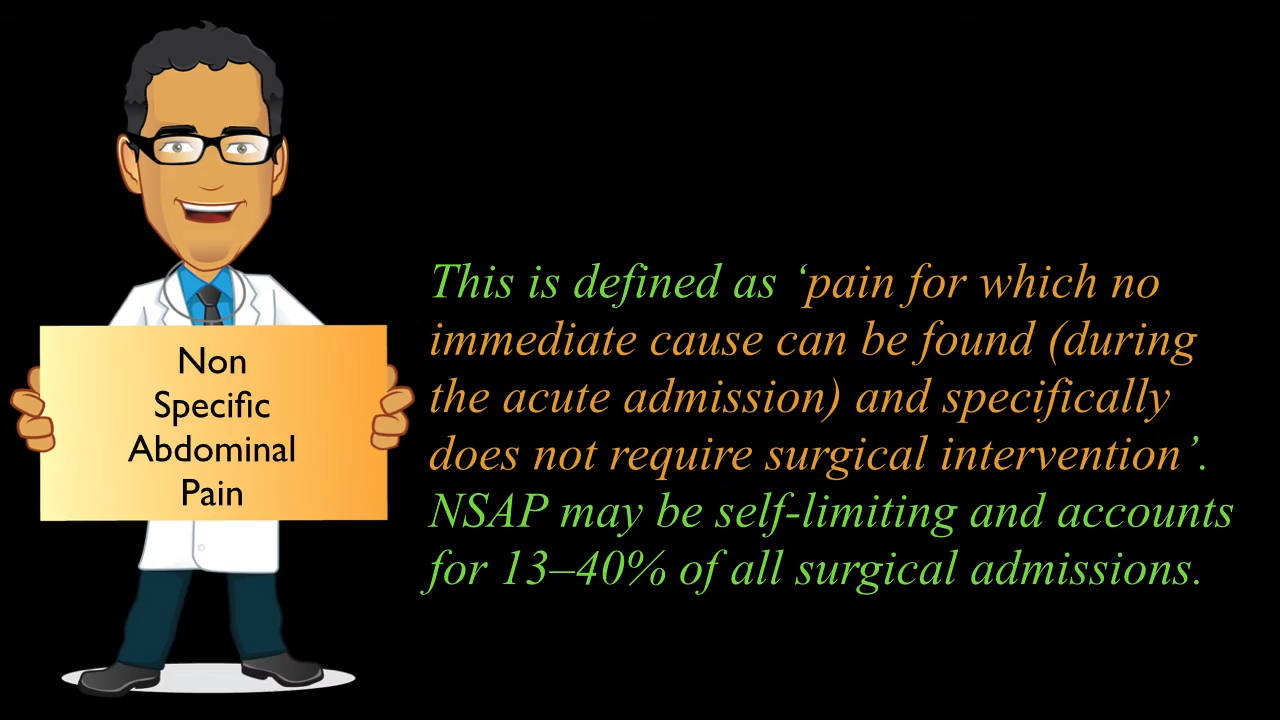 Non
Specific
Abdominal
Pain
This is defined as ‘pain for which no
immediate cause can be found (during
the acute admission) and specifically
does not require surgical intervention’.
NSAP may be self-limiting and accounts
for 13–40% of all surgical admissions.